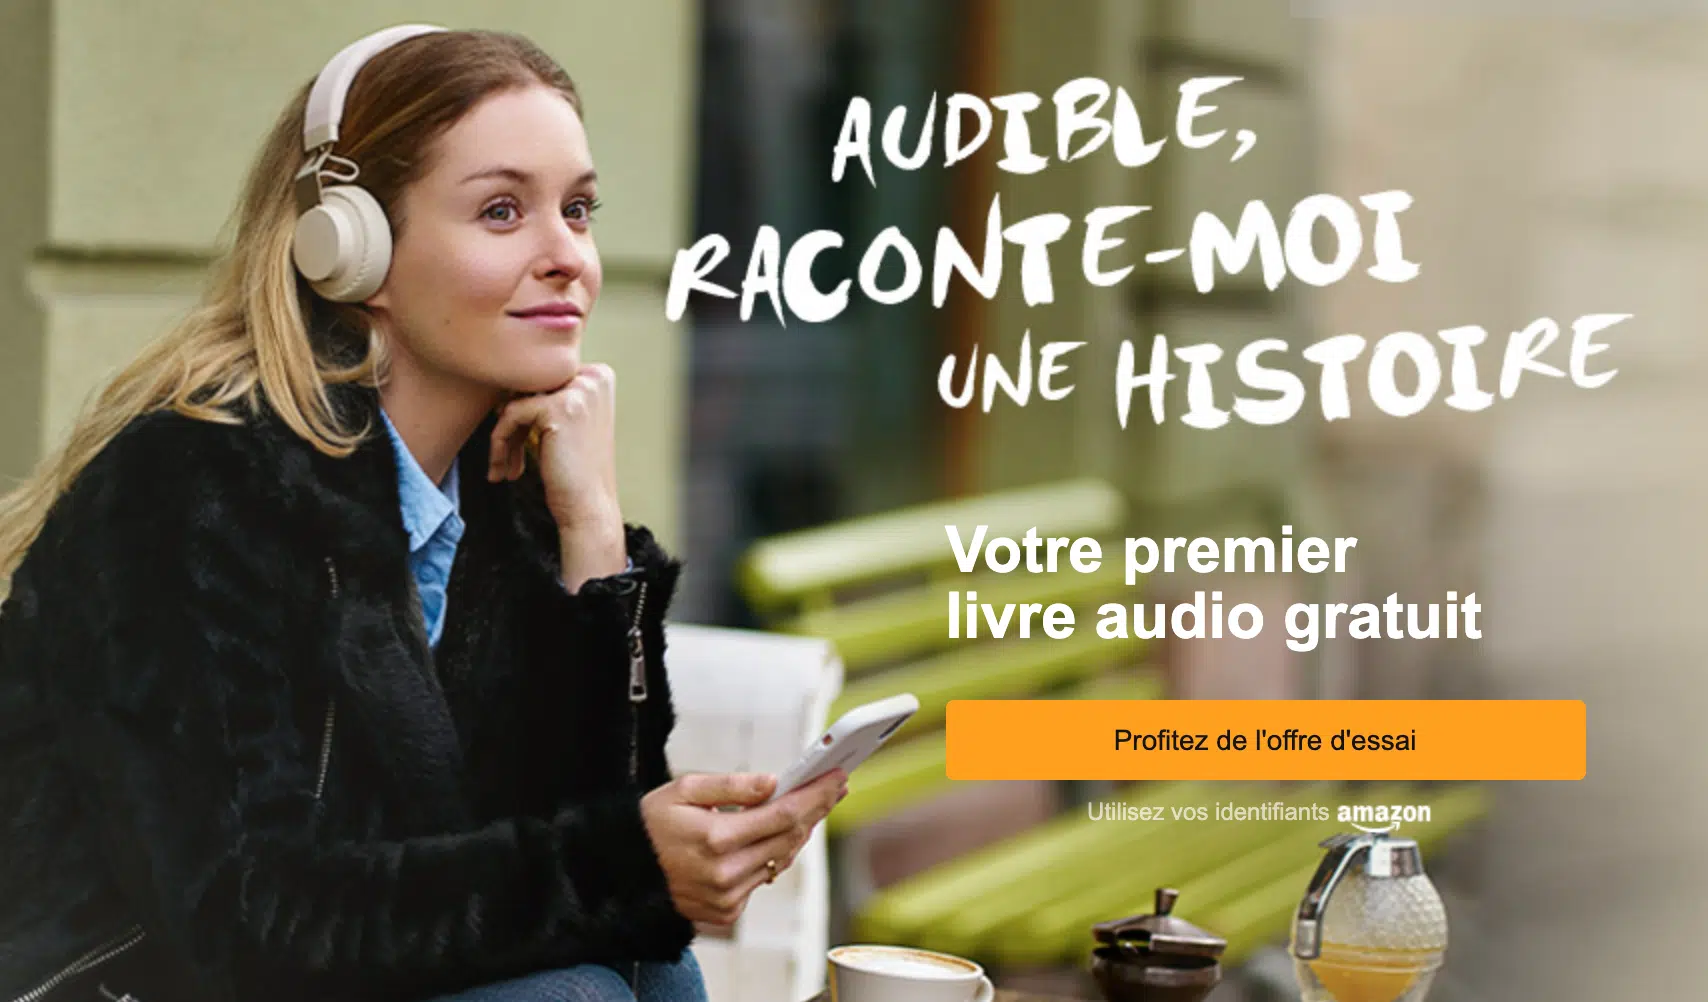 AUDIBLE,
RACONTE-MOI
UNE HISTOIRE
Votre premier
livre audio gratuit
Profitez de l'offre d'essai
Utilisez vos identifiants amazon